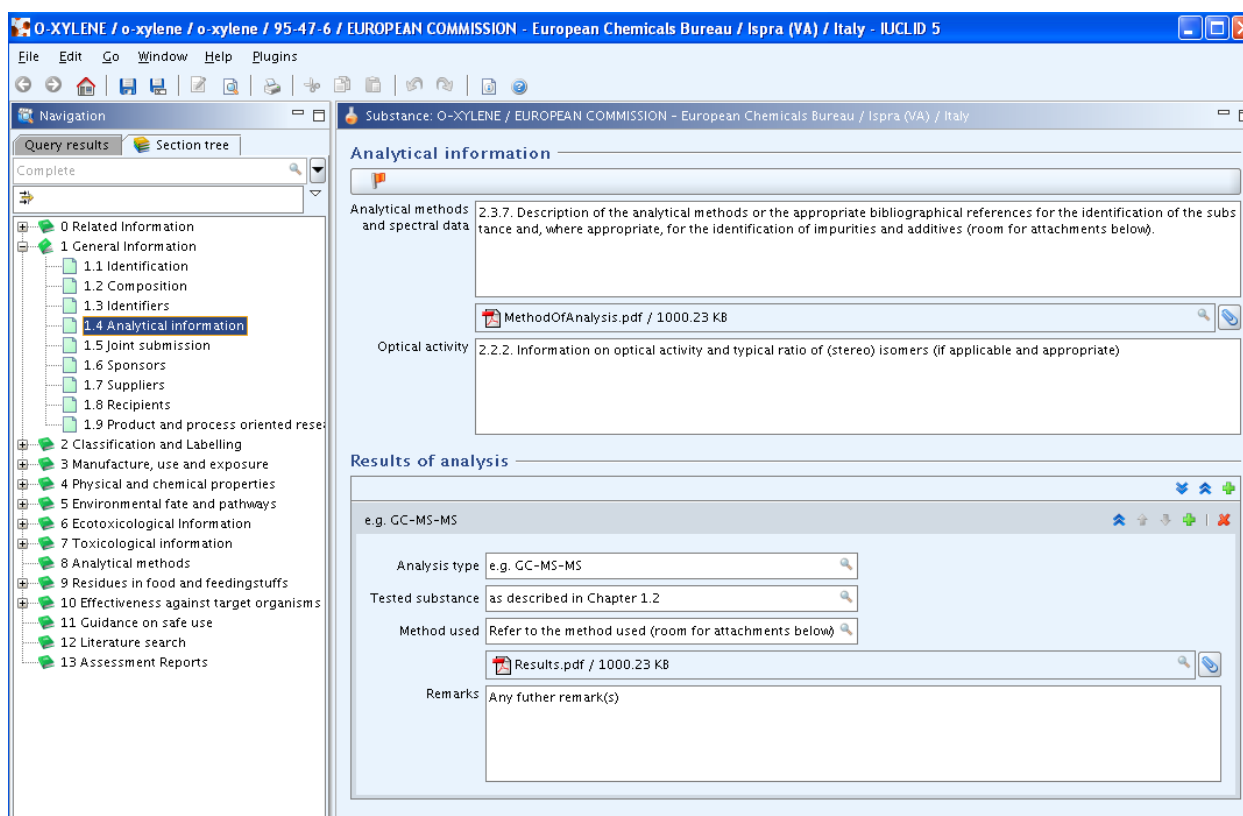 O-XYLENE / o-xylene / o-xylene / 95-47-6 / EUROPEAN COMMISSION - European Chemicals Bureau / Ispra (VA) / Italy - IUCLID 5
File Edit Go Window Help Plugins
Navigation
Query results Section tree
Complete
0 Related Information
1 General Information
1.1 Identification
1.2 Composition
1.3 Identifiers
1.4 Analytical information
1.5 Joint submission
1.6 Sponsors
1.7 Suppliers
1.8 Recipients
1.9 Product and process oriented rese
2 Classification and Labelling
3 Manufacture, use and exposure
4 Physical and chemical properties
5 Environmental fate and pathways
6 Ecotoxicological Information
7 Toxicological information
8 Analytical methods
9 Residues in food and feedingstuffs
10 Effectiveness against target organisms
11 Guidance on safe use
12 Literature search
13 Assessment Reports
Substance: O-XYLENE / EUROPEAN COMMISSION - European Chemicals Bureau / Ispra (VA) / Italy
Analytical information
Analytical methods
and spectral data
2.3.7. Description of the analytical methods or the appropriate bibliographical references for the identification of the subs
tance and, where appropriate, for the identification of impurities and additives (room for attachments below).
MethodOfAnalysis.pdf / 1000.23 KB
Optical activity
2.2.2. Information on optical activity and typical ratio of (stereo) isomers (if applicable and appropriate)
Results of analysis
e.g. GC-MS-MS
Analysis type e.g. GC-MS-MS
Tested substance as described in Chapter 1.2
Method used Refer to the method used (room for attachments below)
Results.pdf / 1000.23 KB
Remarks Any futher remark(s)